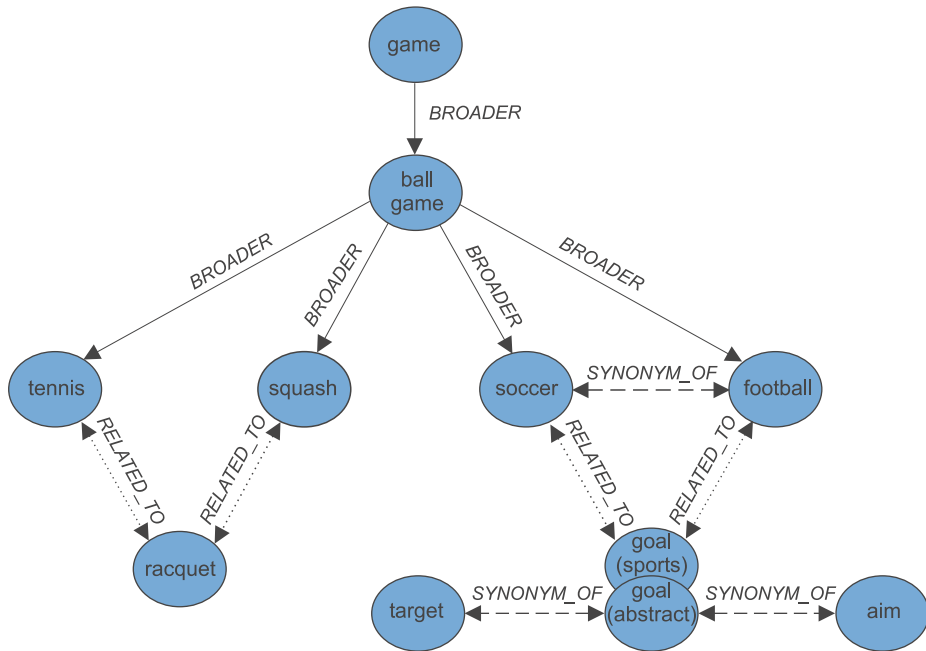 game
BROADER
ball
game
BROADER
BROADER
BROADER
BROADER
tennis
squash
soccer
SYNONYM_OF
football
RELATED_TO
RELATED_TO
RELATED_TO
RELATED_TO
racquet
goal
(sports)
target
SYNONYM_OF
goal
(abstract)
SYNONYM_OF
aim